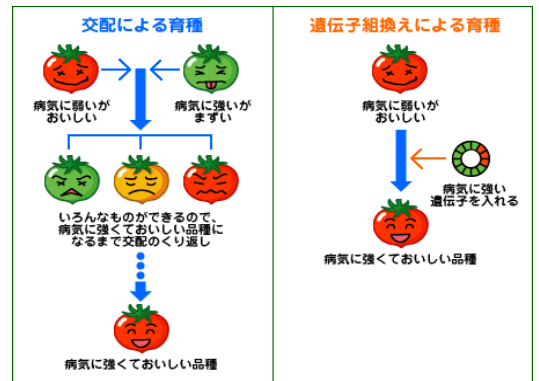 交配による育種
病気に弱いが
おいしい
病気に強いが
まずい
いろんなものができるので、
病気に強くておいしい品種に
なるまで交配のくり返し
病気に強くておいしい品種
遺伝子組換えによる育種
病気に弱いが
おいしい
病気に強い
遺伝子を入れる
病気に強くておいしい品種